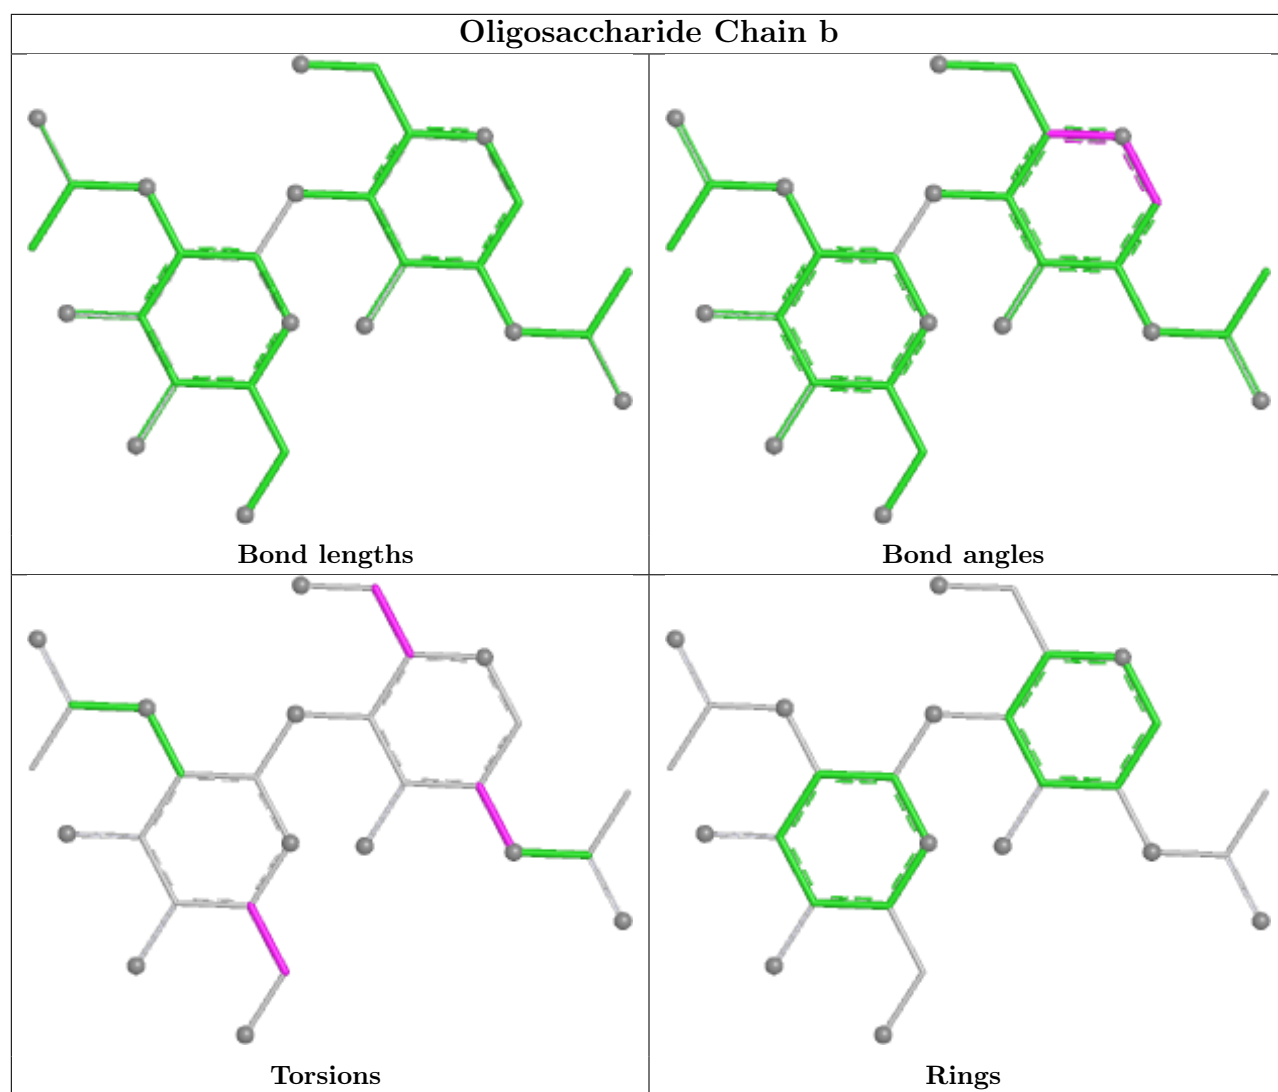 Oligosaccharide Chain b
Bond lengths
Bond angles
Torsions
Rings